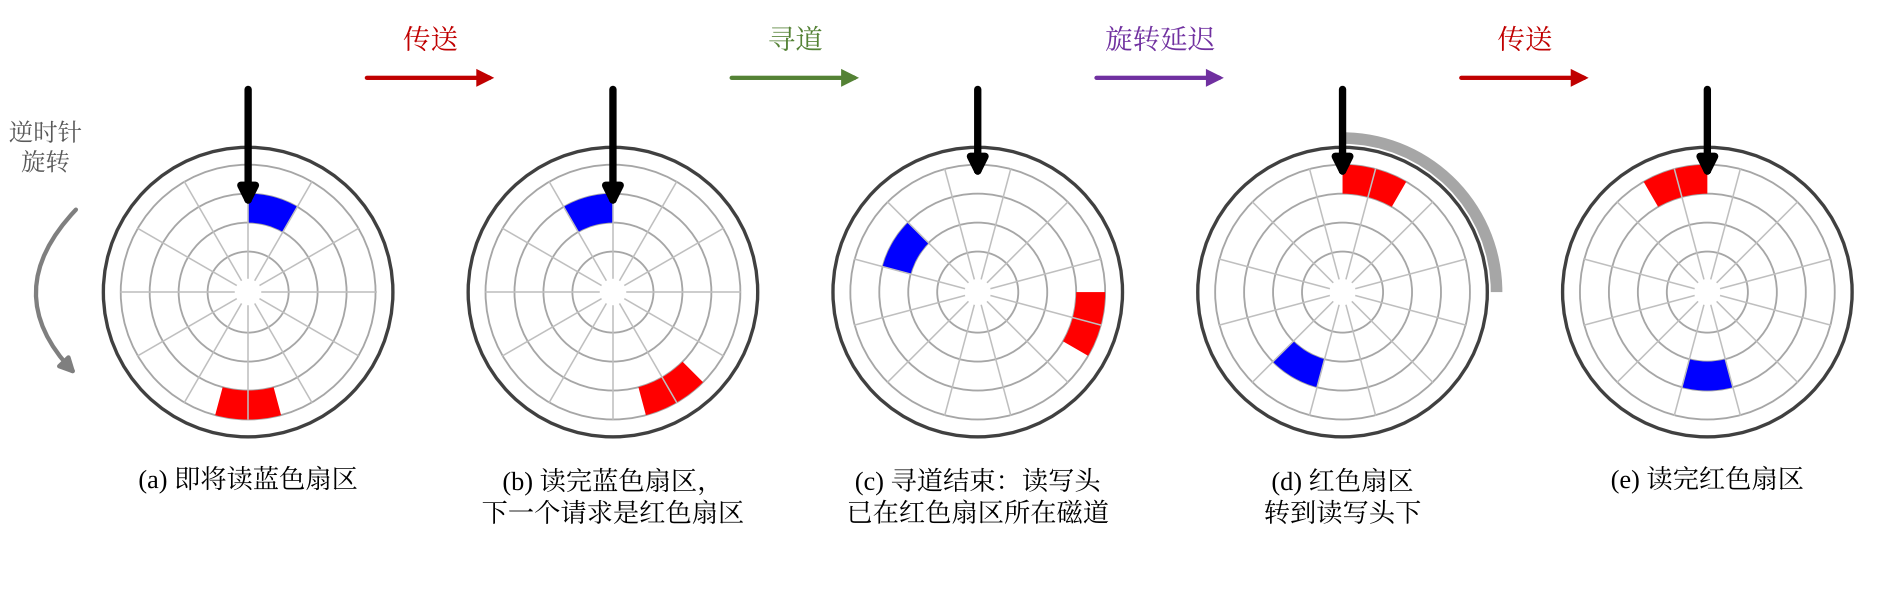 传送
寻道
旋转延迟
传送
逆时针
旋转
(a) 即将读蓝色扇区
(b) 读完蓝色扇区,
下一个请求是红色扇区
(c) 寻道结束：读写头
已在红色扇区所在磁道
(d) 红色扇区
转到读写头下
(e) 读完红色扇区